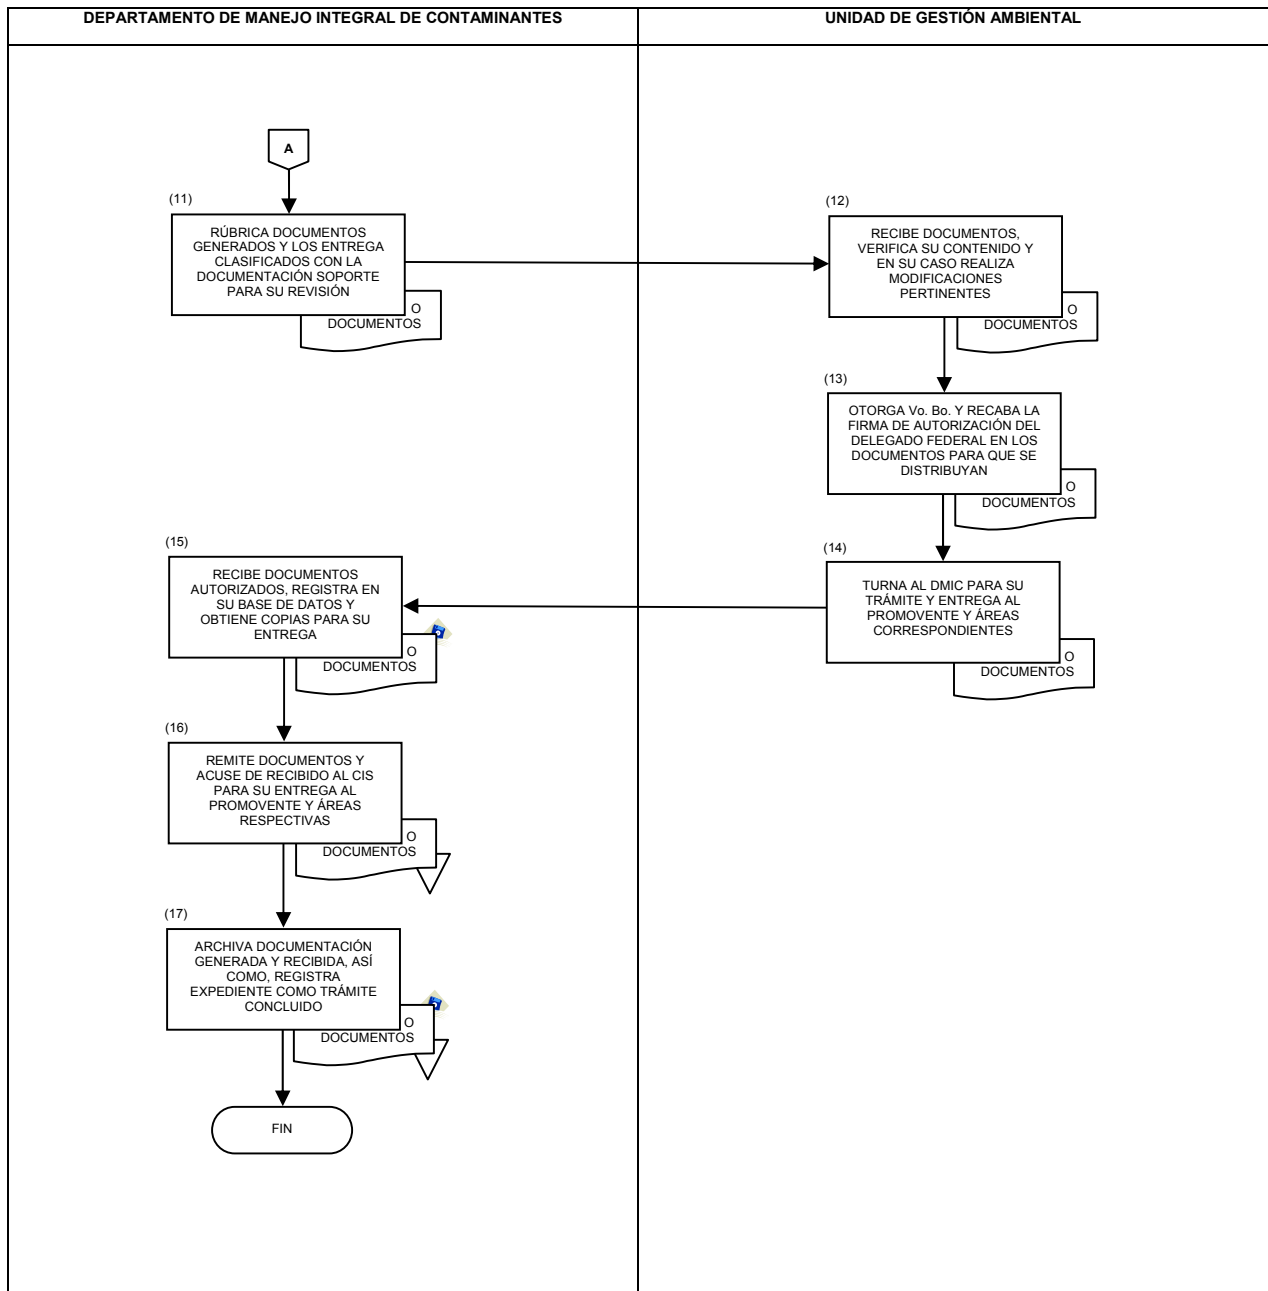 DEPARTAMENTO DE MANEJO INTEGRAL DE CONTAMINANTES
UNIDAD DE GESTIÓN AMBIENTAL
A
(11)
RÚBRICA DOCUMENTOS
GENERADOS Y LOS ENTREGA
CLASIFICADOS CON LA
DOCUMENTACIÓN SOPORTE
PARA SU REVISIÓN
O
DOCUMENTOS
(12)
RECIBE DOCUMENTOS,
VERIFICA SU CONTENIDO Y
EN SU CASO REALIZA
MODIFICACIONES
PERTINENTES
O
DOCUMENTOS
(13)
OTORGA Vo. Bo. Y RECABA LA
FIRMA DE AUTORIZACIÓN DEL
DELEGADO FEDERAL EN LOS
DOCUMENTOS PARA QUE SE
DISTRIBUYAN
O
DOCUMENTOS
(14)
TURNA AL DMIC PARA SU
TRÁMITE Y ENTREGA AL
PROMOVENTE Y ÁREAS
CORRESPONDIENTES
O
DOCUMENTOS
(15)
RECIBE DOCUMENTOS
AUTORIZADOS, REGISTRA EN
SU BASE DE DATOS Y
OBTIENE COPIAS PARA SU
ENTREGA
O
DOCUMENTOS
(16)
REMITE DOCUMENTOS Y
ACUSE DE RECIBIDO AL CIS
PARA SU ENTREGA AL
PROMOVENTE Y ÁREAS
RESPECTIVAS
O
DOCUMENTOS
(17)
ARCHIVA DOCUMENTACIÓN
GENERADA Y RECIBIDA, ASÍ
COMO, REGISTRA
EXPEDIENTE COMO TRÁMITE
CONCLUIDO
O
DOCUMENTOS
FIN